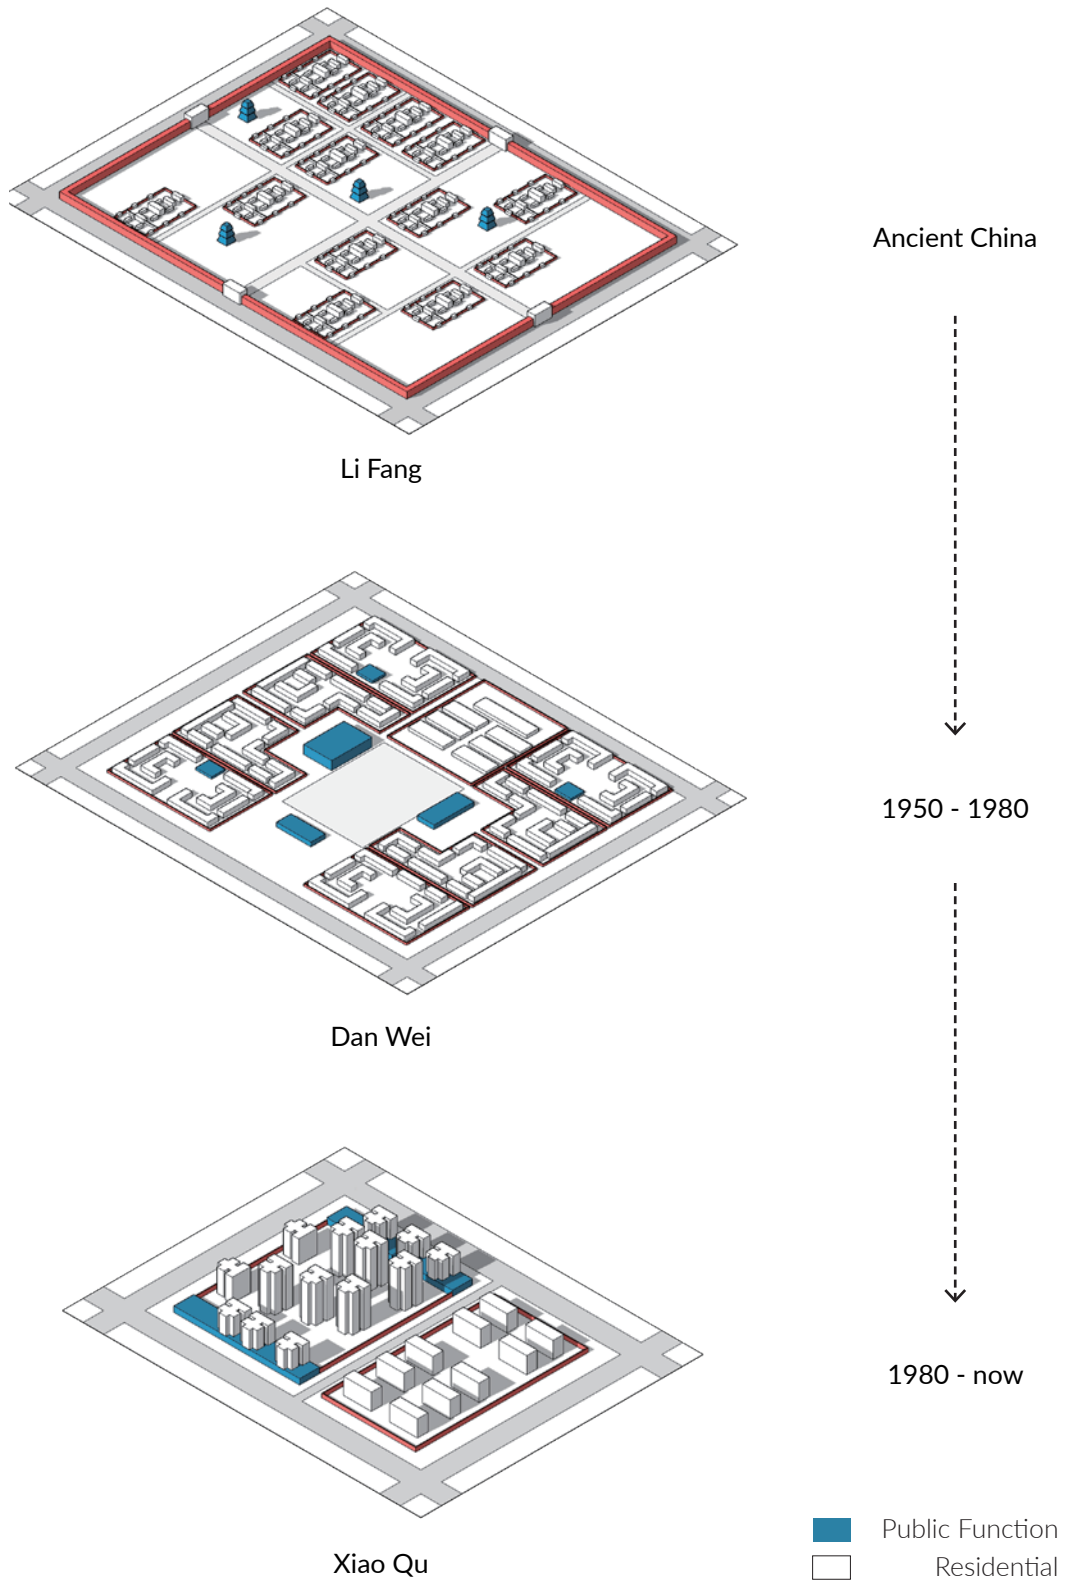 Ancient China
Li Fang
1950 - 1980
Dan Wei
1980 - now
Public Function
Residential
Xiao Qu